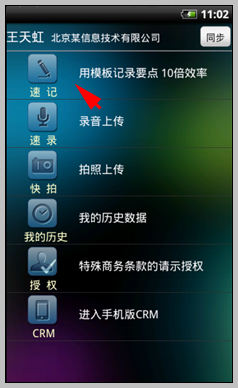 11:02
王天虹 北京某信息技术有限公司 同步
用模板记录要点 10倍效率
速 记
录音上传
速 录
拍照上传
快 拍
我的历史数据
我的历史
特殊商务条款的请示授权
授 权
进入手机版CRM
CRM